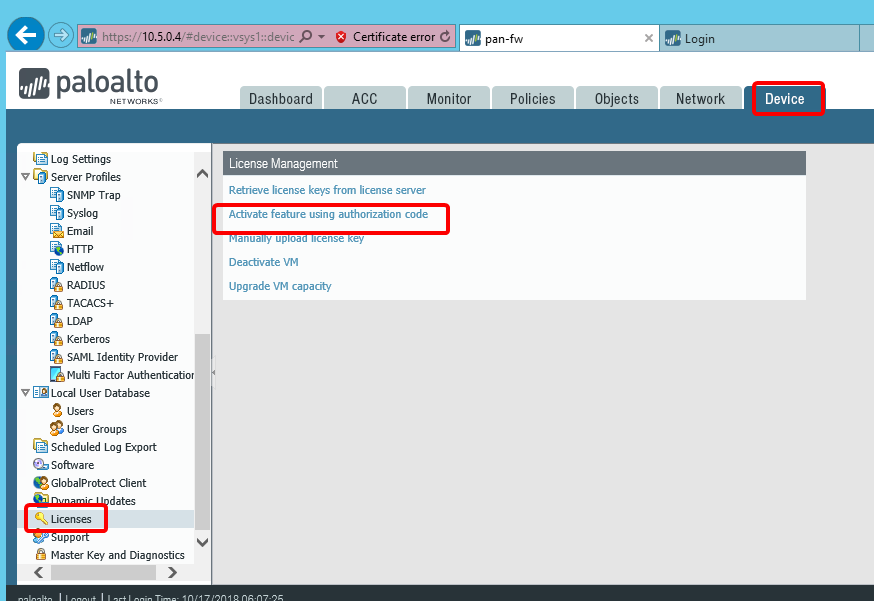 https://10.5.0.4/#device::vsys1::devic
Certificate error
pan-fw
Login
paloalto
NETWORKS
Dashboard
ACC
Monitor
Policies
Objects
Network
Device
Log Settings
Server Profiles
SNMP Trap
Syslog
Email
HTTP
Netflow
RADIUS
TACACS+
LDAP
Kerberos
SAML Identity Provider
Multi Factor Authentication
Local User Database
Users
User Groups
Scheduled Log Export
Software
GlobalProtect Client
Dynamic Updates
Licenses
Support
Master Key and Diagnostics
License Management
Retrieve license keys from license server
Activate feature using authorization code
Manually upload license key
Deactivate VM
Upgrade VM capacity
paloalto | Logout | Last Login Time: 10/17/2018 06:07:25